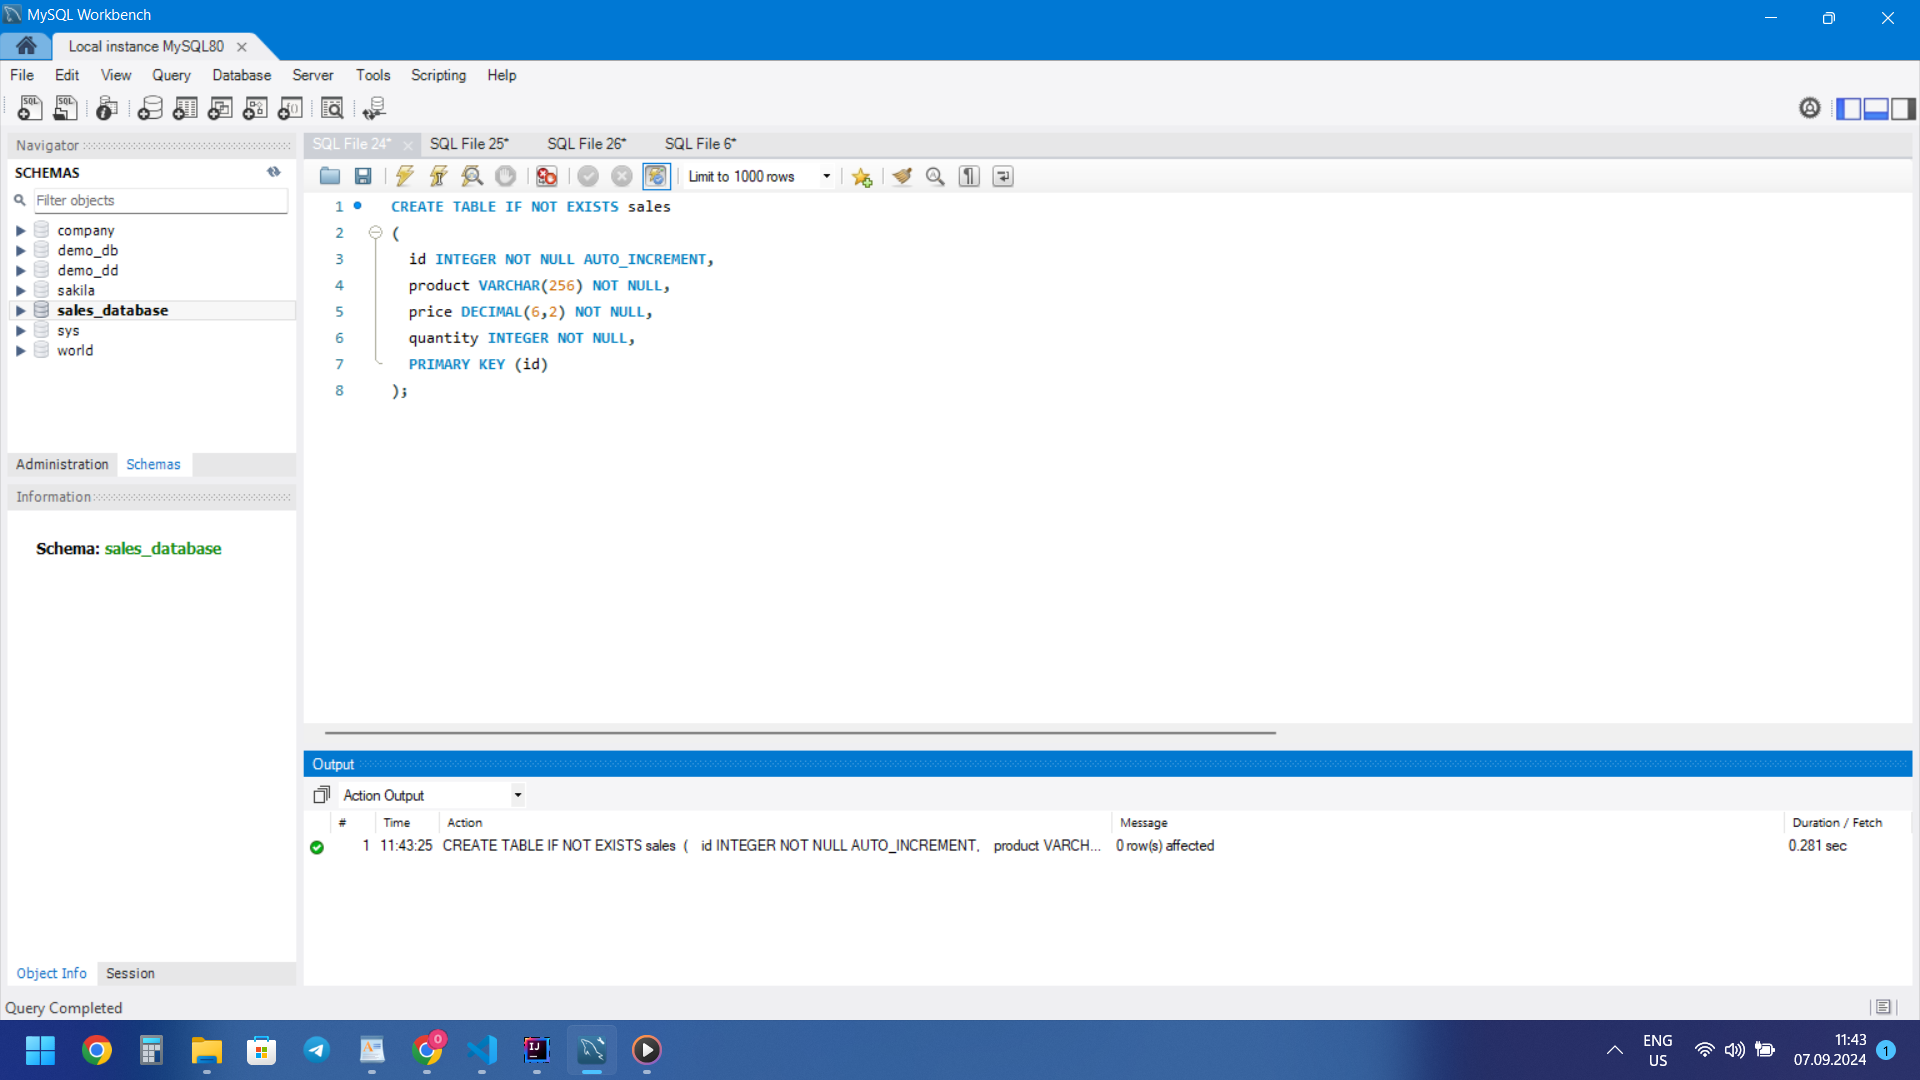 MySQL Workbench
Local instance MySQL80
File Edit View Query Database Server Tools Scripting Help
Navigator
SCHEMAS
Filter objects
company
demo_db
demo_dd
sakila
sales_database
sys
world
Administration Schemas
Information
Schema: sales_database
Object Info Session
SQL File 24* SQL File 25* SQL File 26* SQL File 6*
Limit to 1000 rows
1 CREATE TABLE IF NOT EXISTS sales
2 (
3 id INTEGER NOT NULL AUTO_INCREMENT,
4 product VARCHAR(256) NOT NULL,
5 price DECIMAL(6,2) NOT NULL,
6 quantity INTEGER NOT NULL,
7 PRIMARY KEY (id)
8 );
Output
Action Output
# Time Action Message Duration / Fetch
1 11:43:25 CREATE TABLE IF NOT EXISTS sales ( id INTEGER NOT NULL AUTO_INCREMENT, product VARCH... 0 row(s) affected 0.281 sec
Query Completed
ENG
US
11:43
07.09.2024
1